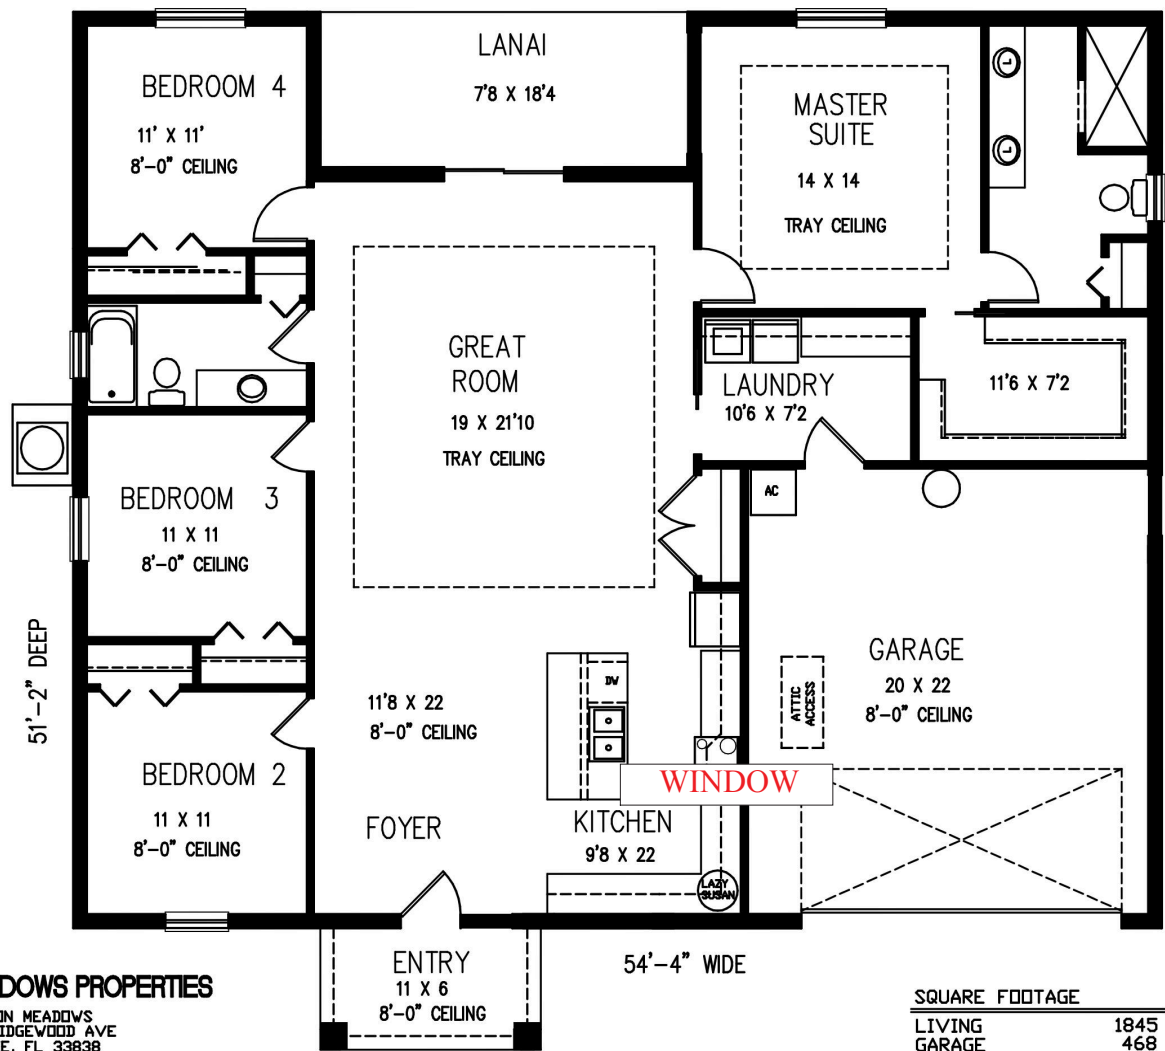 BEDROOM 4
11' X 11'
8'-0" CEILING
LANAI
7'8 X 18'4
MASTER
SUITE
14 X 14
TRAY CEILING
GREAT
ROOM
19 X 21'10
TRAY CEILING
LAUNDRY
10'6 X 7'2
11'6 X 7'2
BEDROOM 3
11 X 11
8'-0" CEILING
AC
51'-2" DEEP
11'8 X 22
8'-0" CEILING
DW
ATTIC
ACCESS
GARAGE
20 X 22
8'-0" CEILING
WINDOW
BEDROOM 2
11 X 11
8'-0" CEILING
FOYER
KITCHEN
9'8 X 22
LAZY
SUSAN
ENTRY
11 X 6
8'-0" CEILING
54'-4" WIDE
DOWS PROPERTIES
ON MEADOWS
IDGEWOOD AVE
E, FL 33838
SQUARE FOOTAGE
LIVING 1845
GARAGE 468